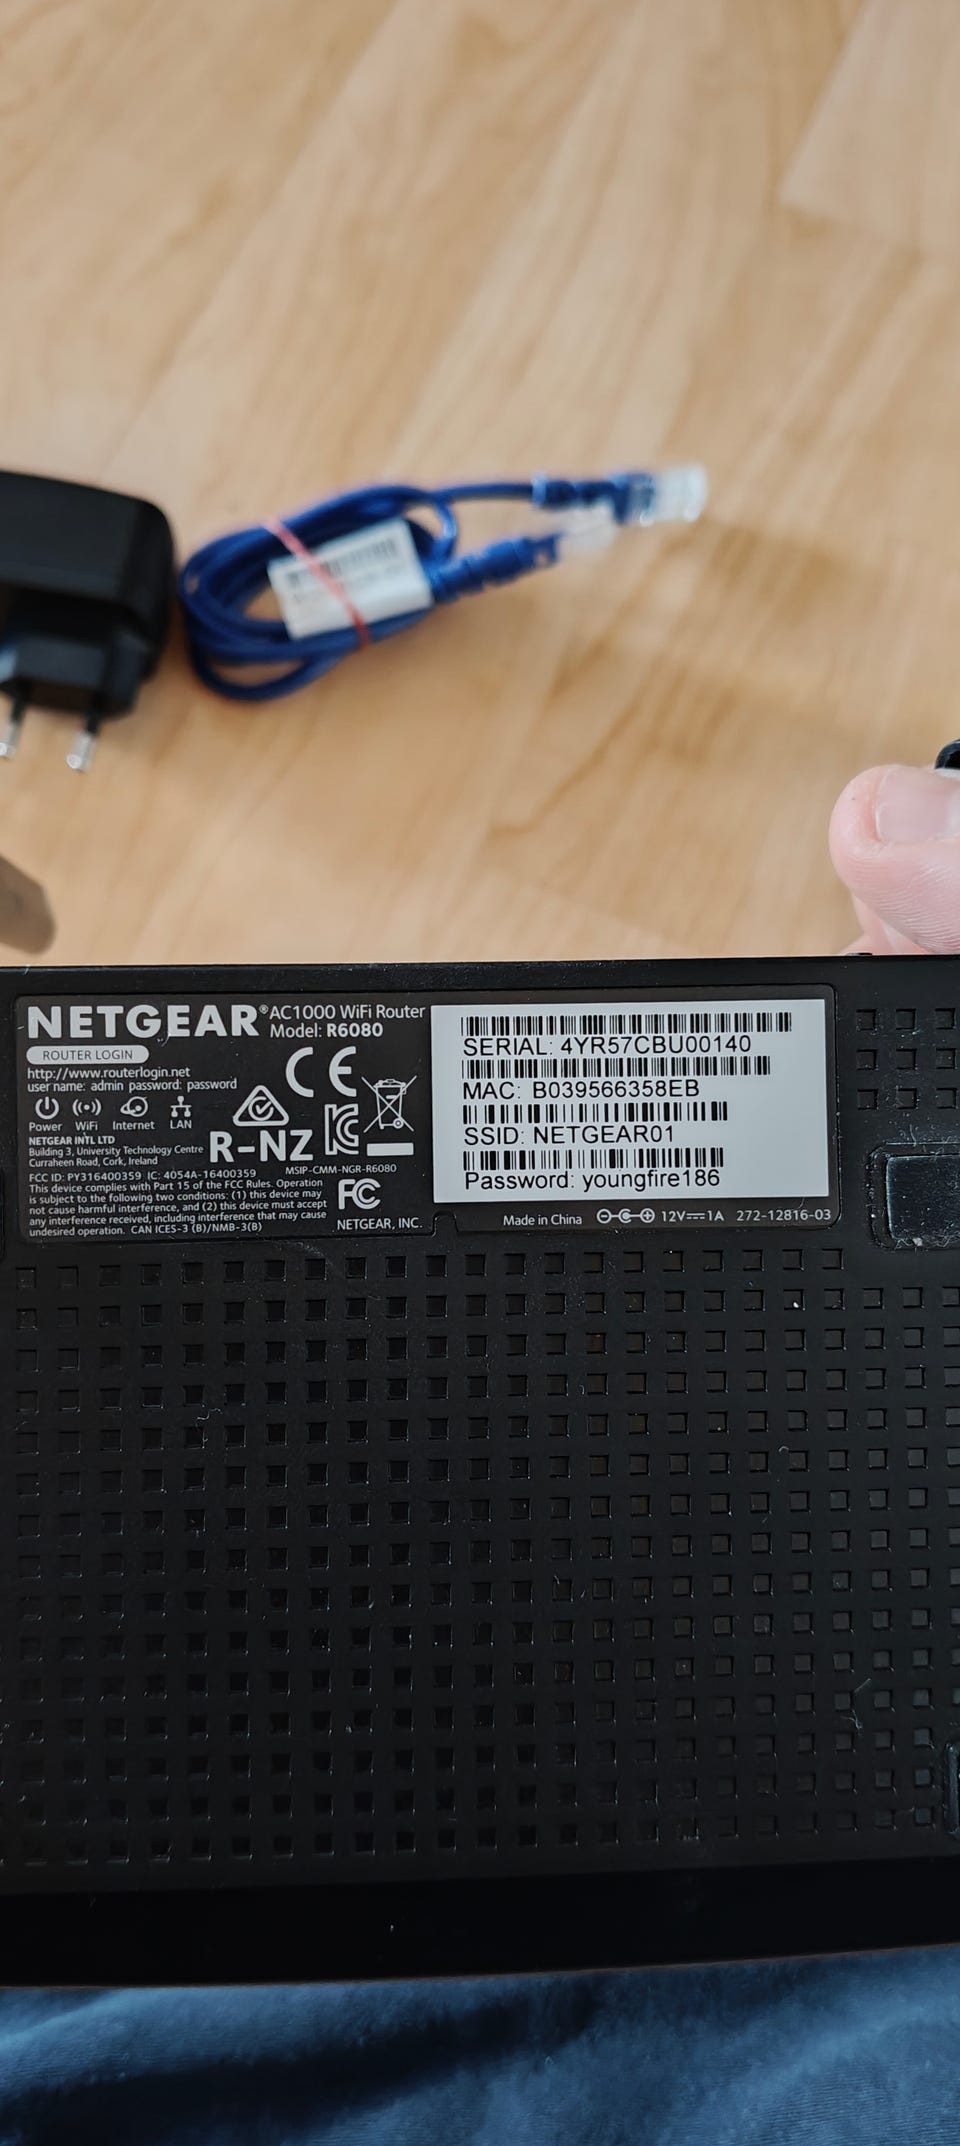 NETGEAR® AC1000 WiFi Router
Model: R6080
ROUTER LOGIN
http://www.routerlogin.net
user name: admin password: password
Power WiFi Internet LAN
NETGEAR INTL LTD
Building 3, University Technology Centre
Curraheen Road, Cork, Ireland
R-NZ
MSIP-CMM-NGR-R6080
FCC ID: PY316400359 IC: 4054A-16400359
This device complies with Part 15 of the FCC Rules. Operation
is subject to the following two conditions: (1) this device may
not cause harmful interference, and (2) this device must accept
any interference received, including interference that may cause
undesired operation. CAN ICES-3 (B)/NMB-3(B)
CE
FC
NETGEAR, INC.
SERIAL: 4YR57CBU00140
MAC: B039566358EB
SSID: NETGEAR01
Password: youngfire186
Made in China 12V⎓1A 272-12816-03